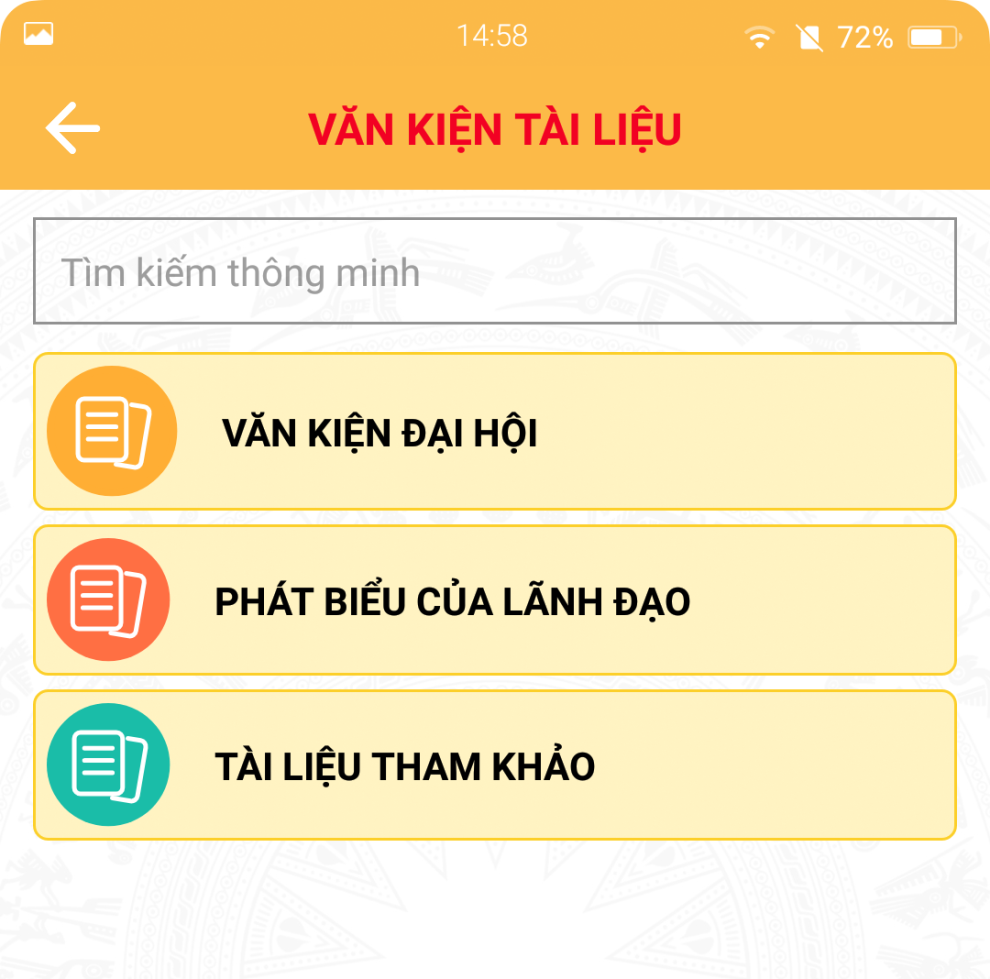 14:58
72%
VĂN KIỆN TÀI LIỆU
Tìm kiếm thông minh
VĂN KIỆN ĐẠI HỘI
PHÁT BIỂU CỦA LÃNH ĐẠO
TÀI LIỆU THAM KHẢO